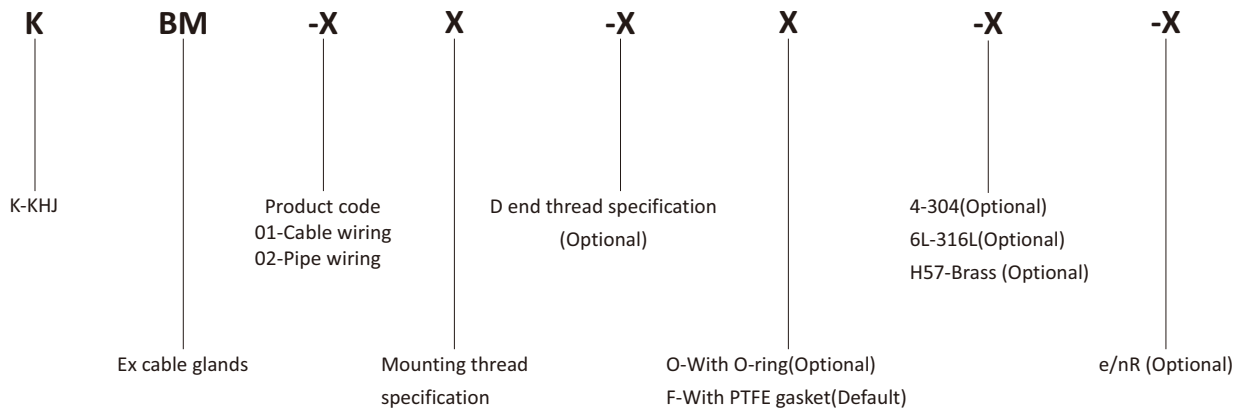 K BM -X X -X X -X -X
K-KHJ
Product code
01-Cable wiring
02-Pipe wiring
D end thread specification
(Optional)
4-304(Optional)
6L-316L(Optional)
H57-Brass (Optional)
Ex cable glands
Mounting thread
specification
O-With O-ring(Optional)
F-With PTFE gasket(Default)
e/nR (Optional)